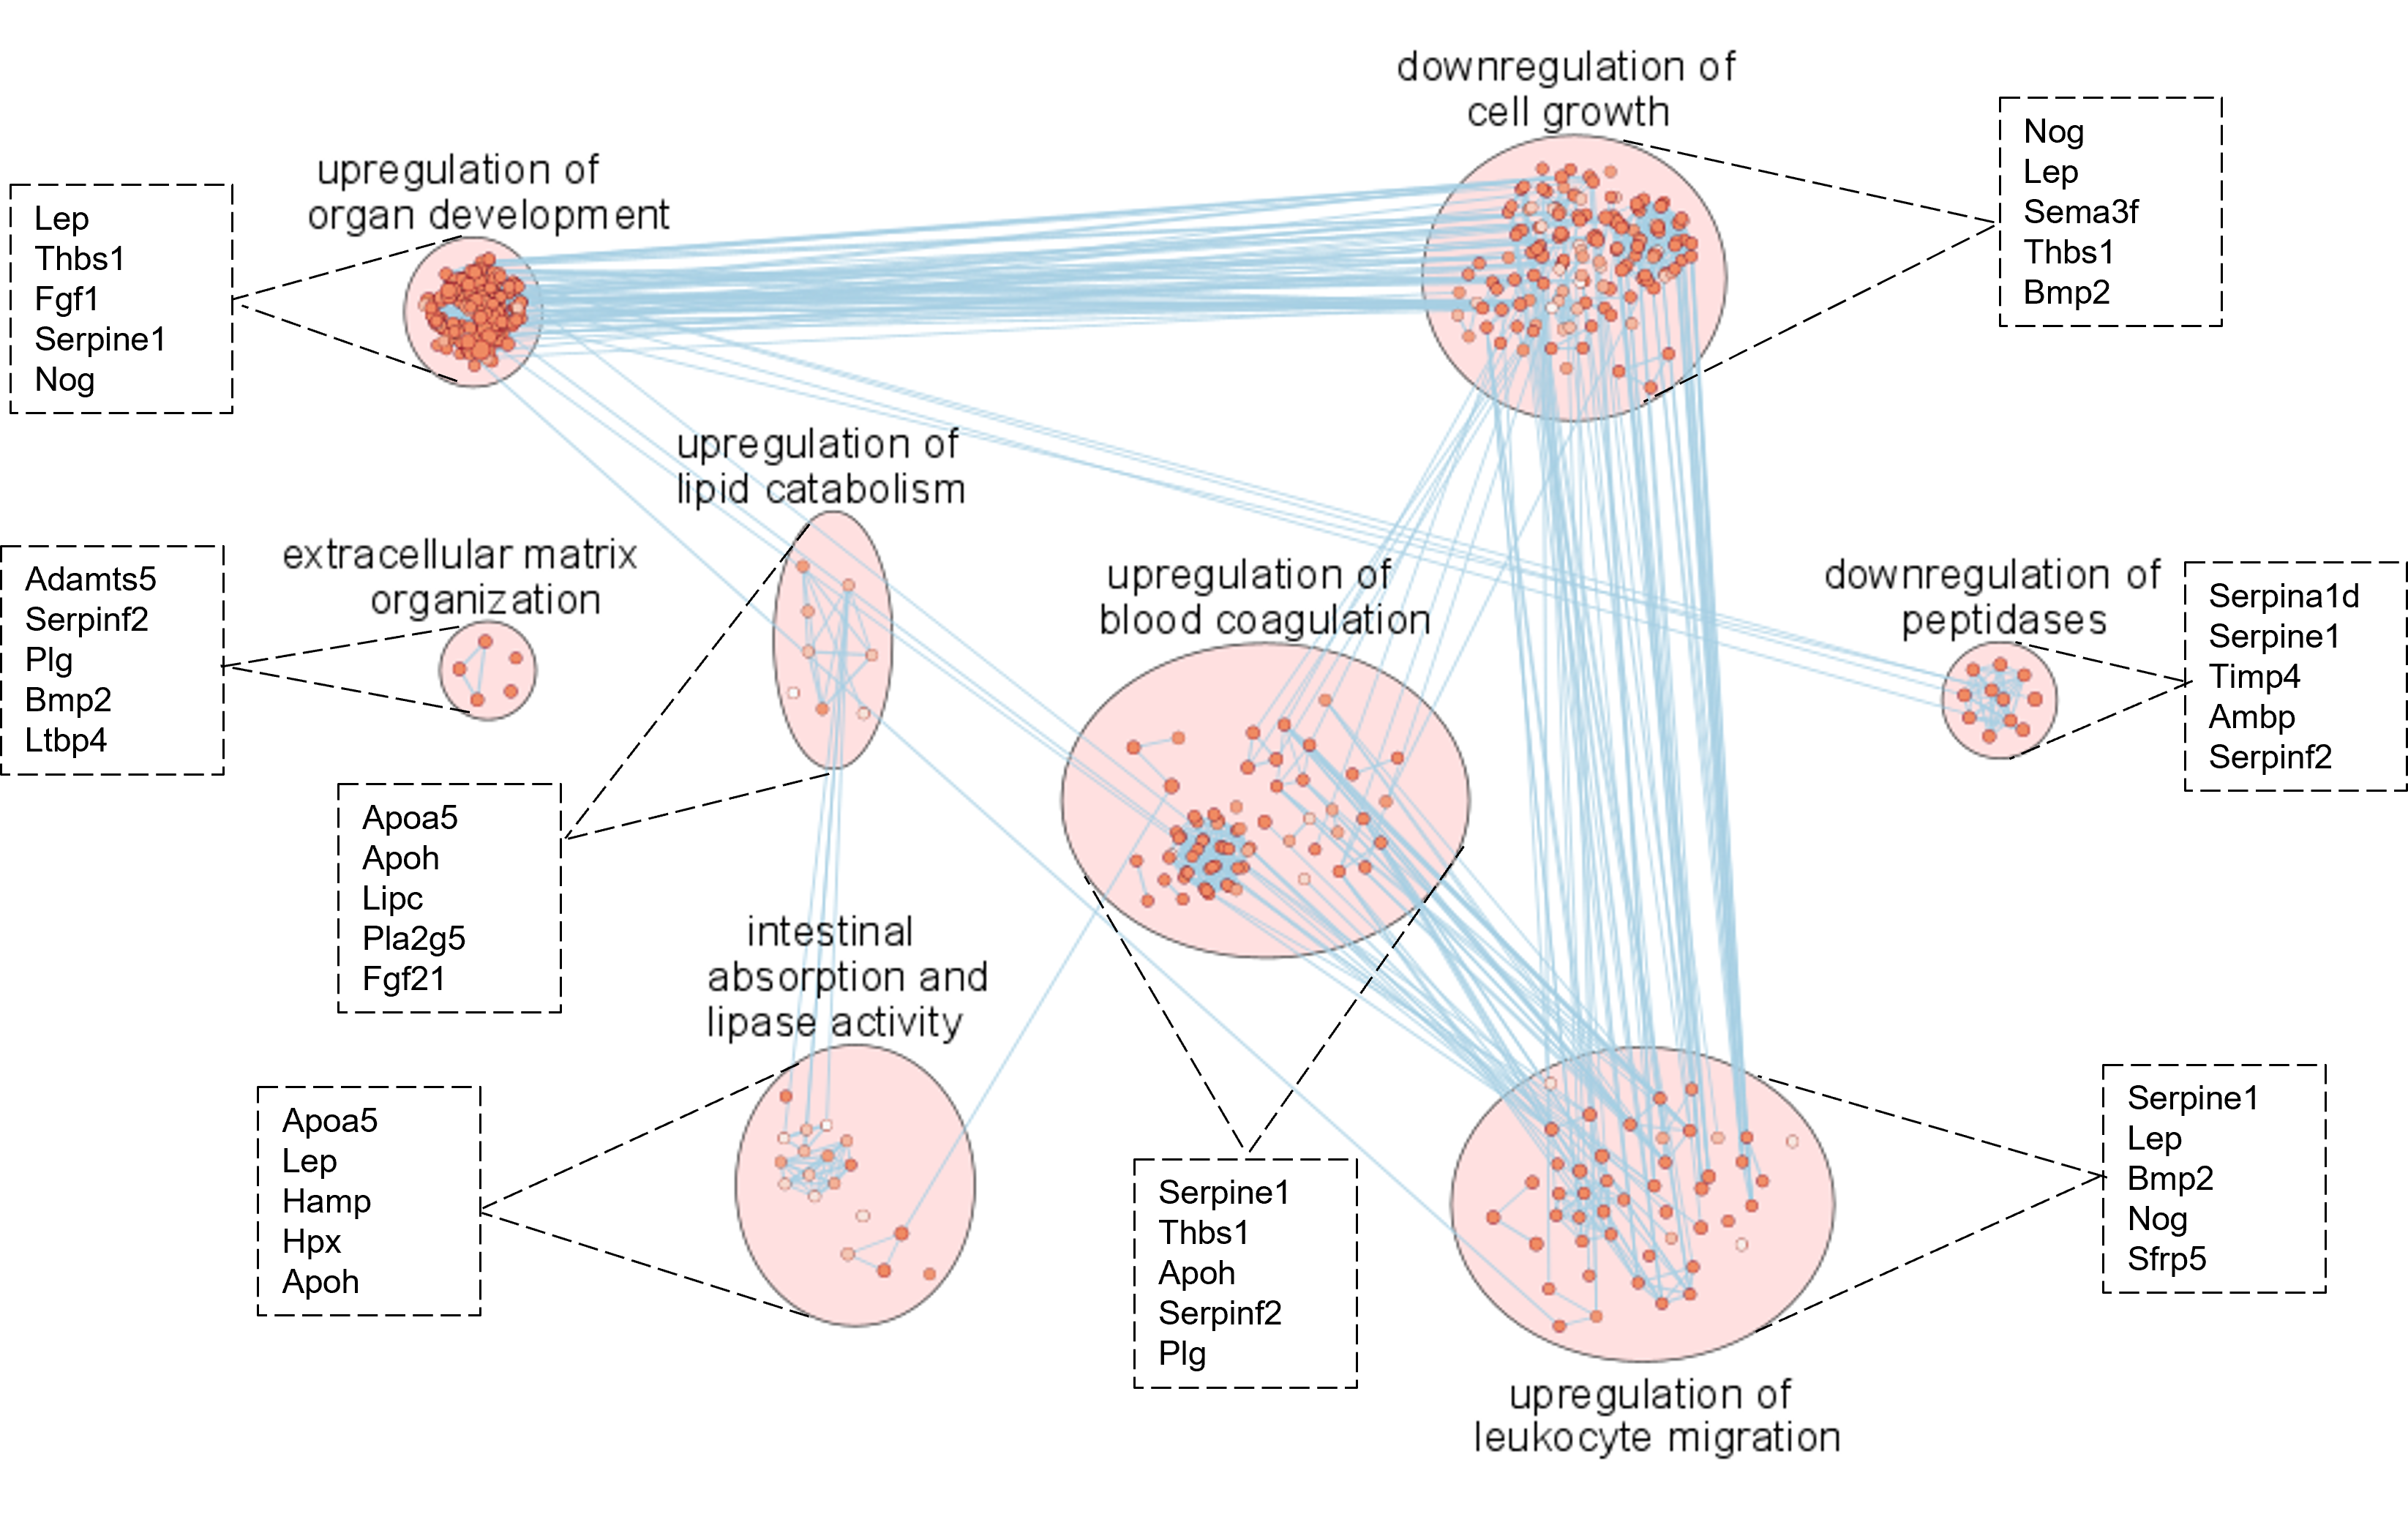 downregulation of
cell growth
Nog
Lep
Sema3f
Thbs1
Bmp2
upregulation of
organ development
Lep
Thbs1
Fgf1
Serpine1
Nog
upregulation of
lipid catabolism
extracellular matrix
organization
Adamts5
Serpinf2
Plg
Bmp2
Ltbp4
upregulation of
blood coagulation
downregulation of
peptidases
Serpina1d
Serpine1
Timp4
Ambp
Serpinf2
Apoa5
Apoh
Lipc
Pla2g5
Fgf21
intestinal
absorption and
lipase activity
Apoa5
Lep
Hamp
Hpx
Apoh
Serpine1
Thbs1
Apoh
Serpinf2
Plg
Serpine1
Lep
Bmp2
Nog
Sfrp5
upregulation of
leukocyte migration